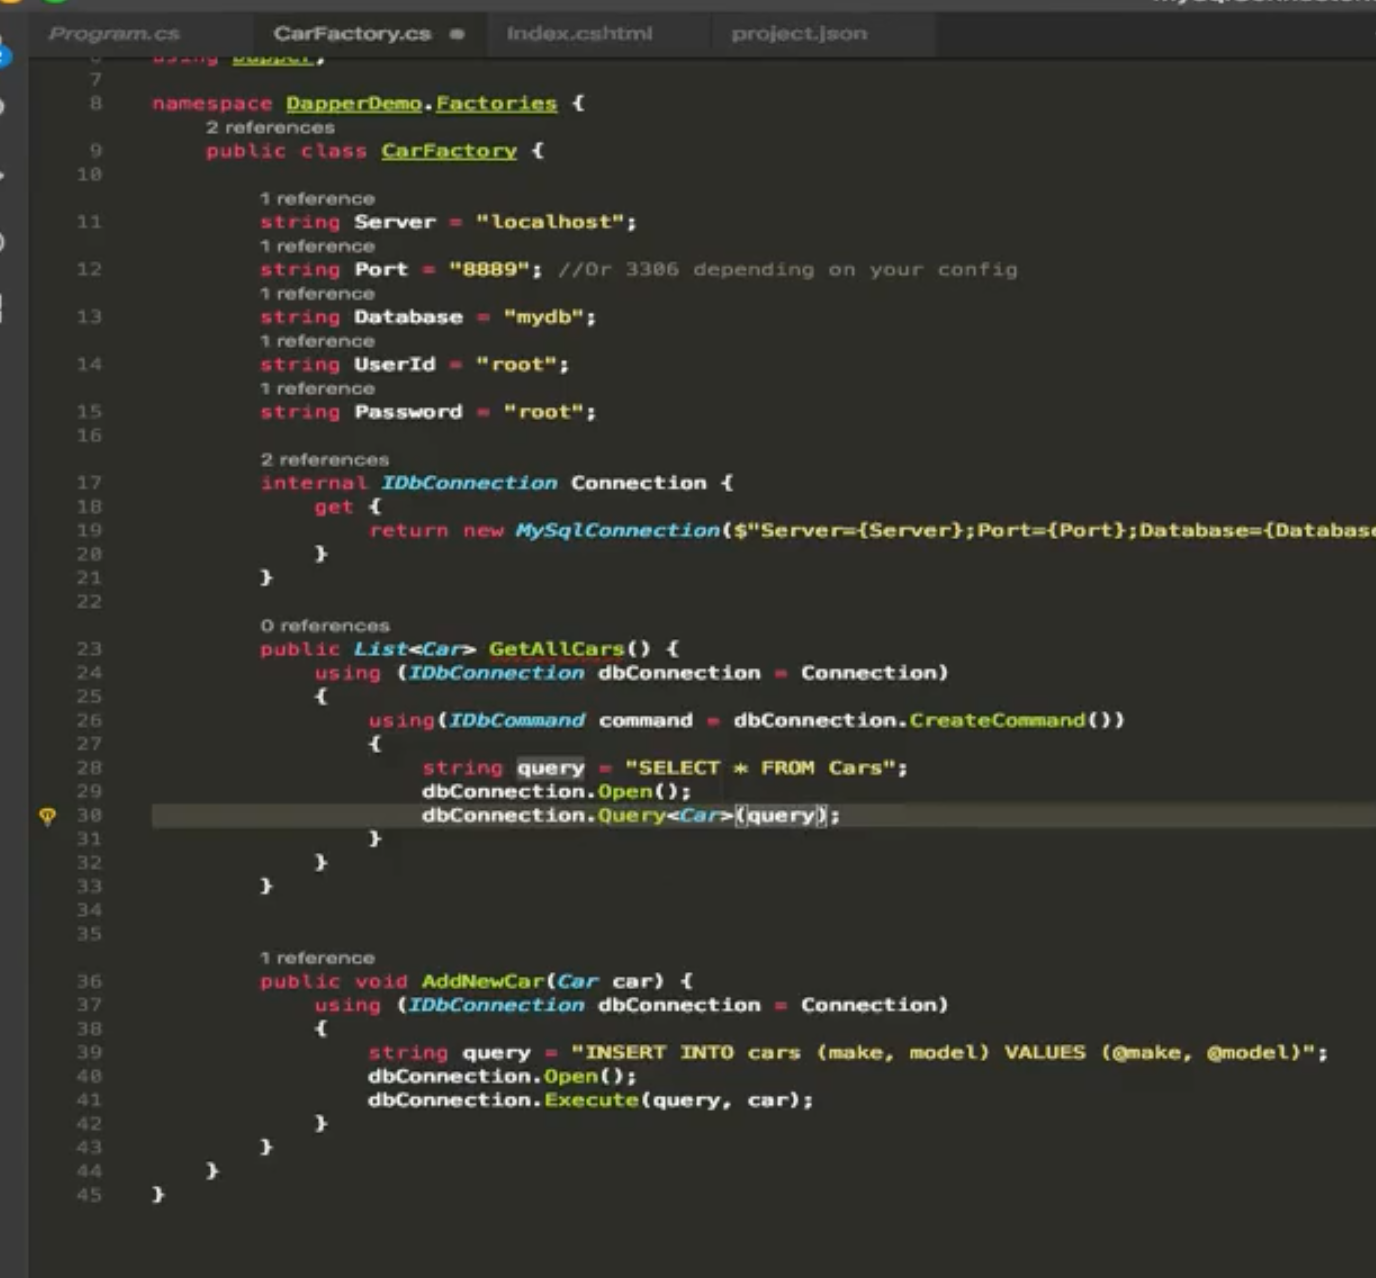 Program.cs CarFactory.cs Index.cshtml project.json
using Dapper;
7
8 namespace DapperDemo.Factories {
2 references
9 public class CarFactory {
10
1 reference
11 string Server = "localhost";
1 reference
12 string Port = "8889"; //Or 3306 depending on your config
1 reference
13 string Database = "mydb";
1 reference
14 string UserId = "root";
1 reference
15 string Password = "root";
16
2 references
17 internal IDbConnection Connection {
18 get {
19 return new MySqlConnection($"Server={Server};Port={Port};Database={Databas
20 }
21 }
22
0 references
23 public List<Car> GetAllCars() {
24 using (IDbConnection dbConnection = Connection)
25 {
26 using(IDbCommand command = dbConnection.CreateCommand())
27 {
28 string query = "SELECT * FROM Cars";
29 dbConnection.Open();
30 dbConnection.Query<Car>(query);
31 }
32 }
33 }
34
35
1 reference
36 public void AddNewCar(Car car) {
37 using (IDbConnection dbConnection = Connection)
38 {
39 string query = "INSERT INTO cars (make, model) VALUES (@make, @model)";
40 dbConnection.Open();
41 dbConnection.Execute(query, car);
42 }
43 }
44 }
45 }